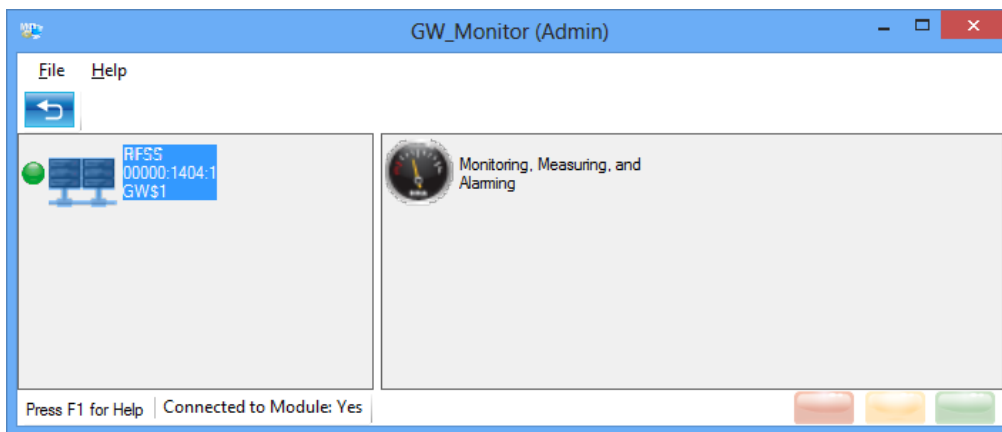 GW_Monitor (Admin)
File Help
RFSS
00000:1404:1
GW$1
Monitoring, Measuring, and
Alarming
Press F1 for Help
Connected to Module: Yes